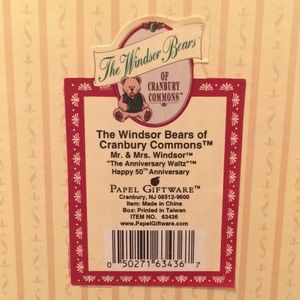 The Windsor Bears
OF
CRANBURY
COMMONS™
The Windsor Bears of
Cranbury Commons™
Mr. & Mrs. Windsor™
"The Anniversary Waltz"™
Happy 50th Anniversary
PAPEL GIFTWARE™
Cranbury, NJ 08512-9600
Item: Made in China
Box: Printed in Taiwan
ITEM NO. 63436
www.PapelGiftware.com
0 50271 63436 7